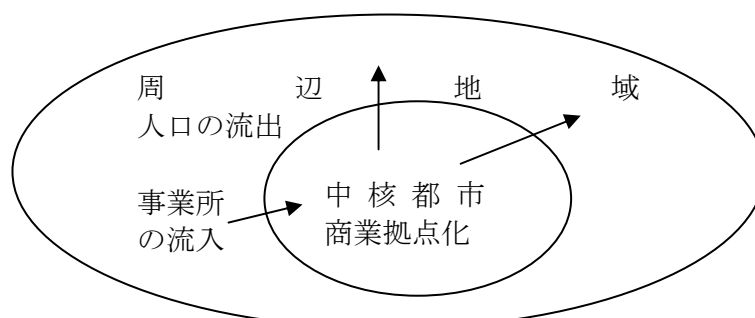 周辺地域
人口の流出
事業所
の流入
中核都市
商業拠点化